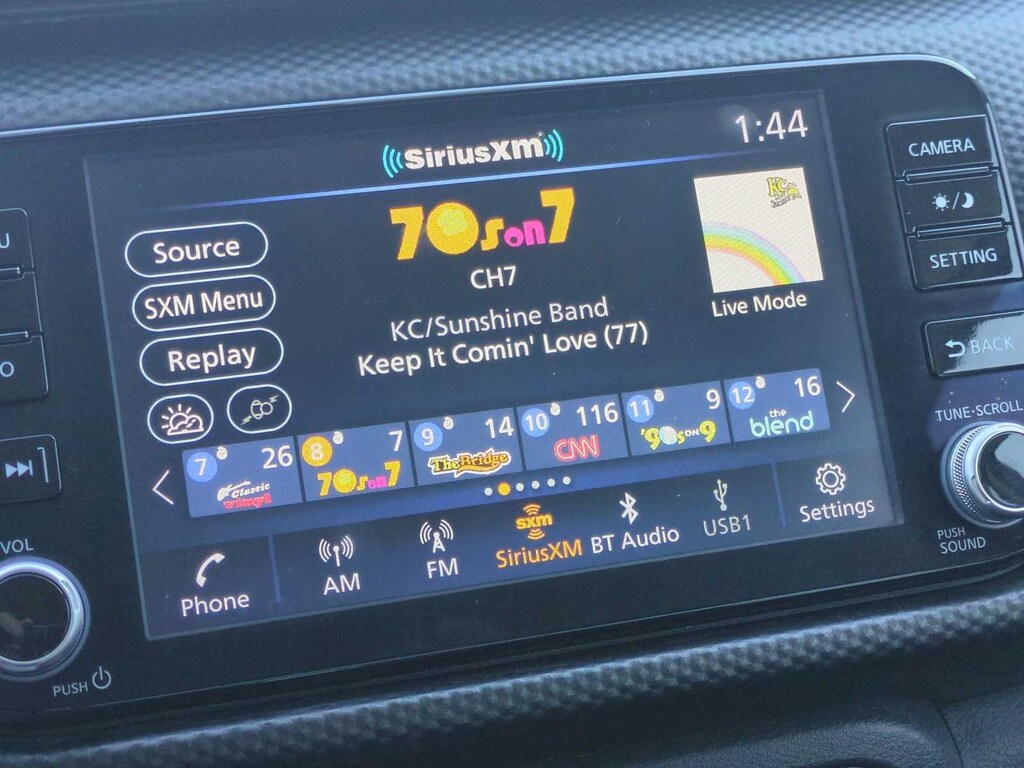 SiriusXM
1:44
Source
SXM Menu
Replay
70s on 7
CH7
KC/Sunshine Band
Keep It Comin' Love (77)
KC
Live Mode
7 26
Classic
Vinyl
8 7
70s on 7
9 14
The Bridge
10 116
CNN
11 9
'90s ON 9
12 16
the
blend
Phone
AM
FM
sxm
SiriusXM
BT Audio
USB1
Settings
CAMERA
SETTING
BACK
TUNE·SCROLL
PUSH
SOUND
U
O
VOL
PUSH